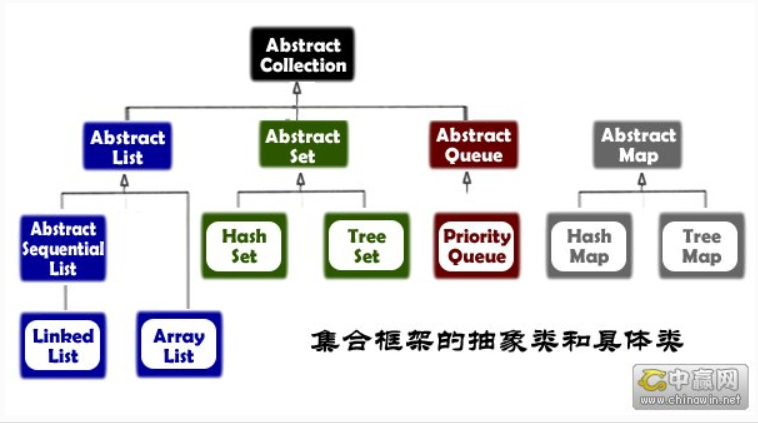 Abstract
Collection
Abstract
List
Abstract
Set
Abstract
Queue
Abstract
Map
Abstract
Sequential
List
Hash
Set
Tree
Set
Priority
Queue
Hash
Map
Tree
Map
Linked
List
Array
List
集合框架的抽象类和具体类
中赢网
www.chinawin.net